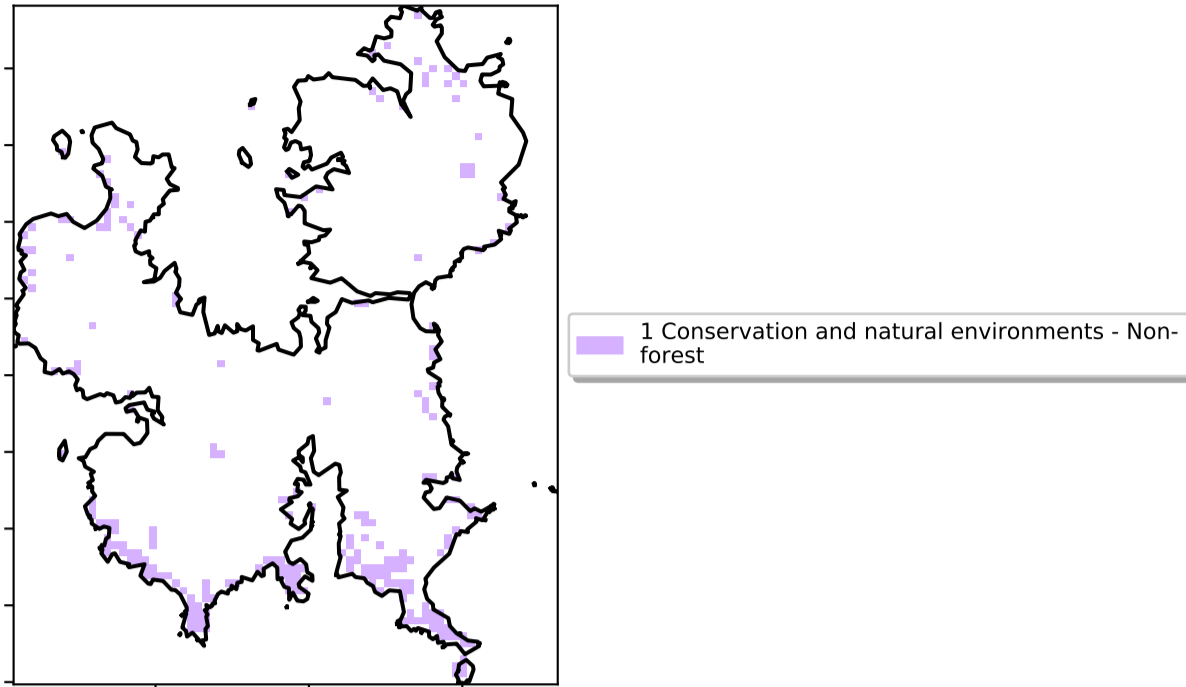 1 Conservation and natural environments - Non-
forest